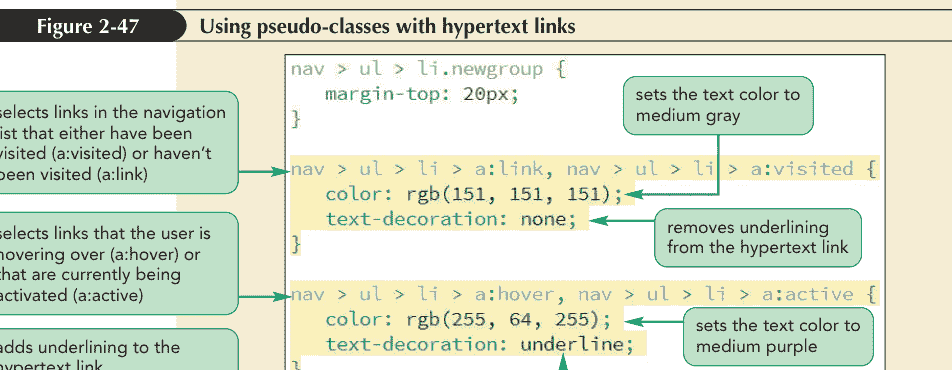 Figure 2-47
Using pseudo-classes with hypertext links
nav > ul > li.newgroup {
margin-top: 20px;
}
sets the text color to
medium gray
selects links in the navigation
list that either have been
visited (a:visited) or haven't
been visited (a:link)
nav > ul > li > a:link, nav > ul > li > a:visited {
color: rgb(151, 151, 151);
text-decoration: none;
}
removes underlining
from the hypertext link
selects links that the user is
hovering over (a:hover) or
that are currently being
activated (a:active)
nav > ul > li > a:hover, nav > ul > li > a:active {
color: rgb(255, 64, 255);
text-decoration: underline;
}
sets the text color to
medium purple
adds underlining to the
hypertext link